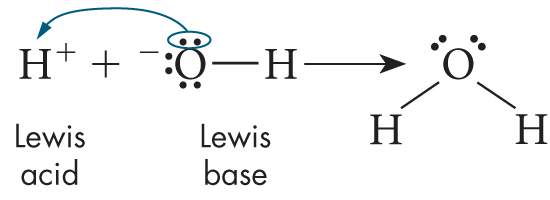 H⁺ + ⁻:Ö—H → O
H H
Lewis acid
Lewis base